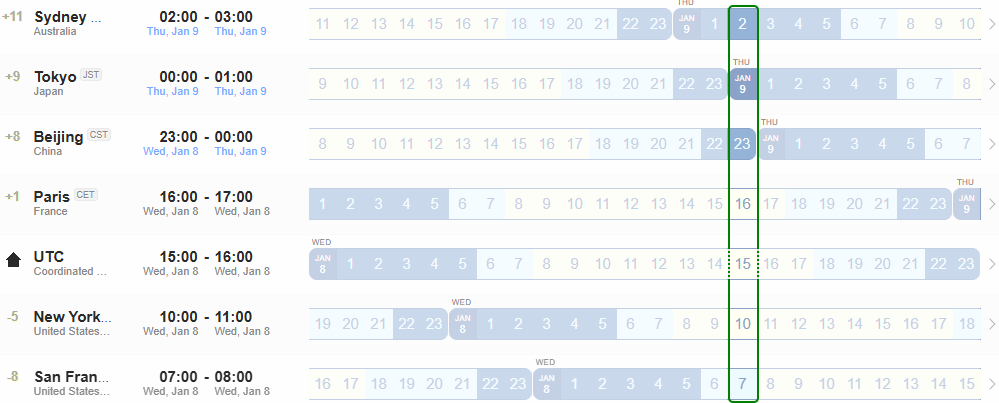 THU
+11 Sydney ... 02:00 - 03:00 11 12 13 14 15 16 17 18 19 20 21 22 23 JAN 9 1 2 3 4 5 6 7 8 9 10
Australia Thu, Jan 9 Thu, Jan 9
THU
+9 Tokyo JST 00:00 - 01:00 9 10 11 12 13 14 15 16 17 18 19 20 21 22 23 JAN 9 1 2 3 4 5 6 7 8
Japan Thu, Jan 9 Thu, Jan 9
THU
+8 Beijing CST 23:00 - 00:00 8 9 10 11 12 13 14 15 16 17 18 19 20 21 22 23 JAN 9 1 2 3 4 5 6 7
China Wed, Jan 8 Thu, Jan 9
THU
+1 Paris CET 16:00 - 17:00 1 2 3 4 5 6 7 8 9 10 11 12 13 14 15 16 17 18 19 20 21 22 23 JAN 9
France Wed, Jan 8 Wed, Jan 8
WED
UTC 15:00 - 16:00 JAN 8 1 2 3 4 5 6 7 8 9 10 11 12 13 14 15 16 17 18 19 20 21 22 23
Coordinated ... Wed, Jan 8 Wed, Jan 8
WED
-5 New York... 10:00 - 11:00 19 20 21 22 23 JAN 8 1 2 3 4 5 6 7 8 9 10 11 12 13 14 15 16 17 18
United States... Wed, Jan 8 Wed, Jan 8
WED
-8 San Fran... 07:00 - 08:00 16 17 18 19 20 21 22 23 JAN 8 1 2 3 4 5 6 7 8 9 10 11 12 13 14 15
United States... Wed, Jan 8 Wed, Jan 8